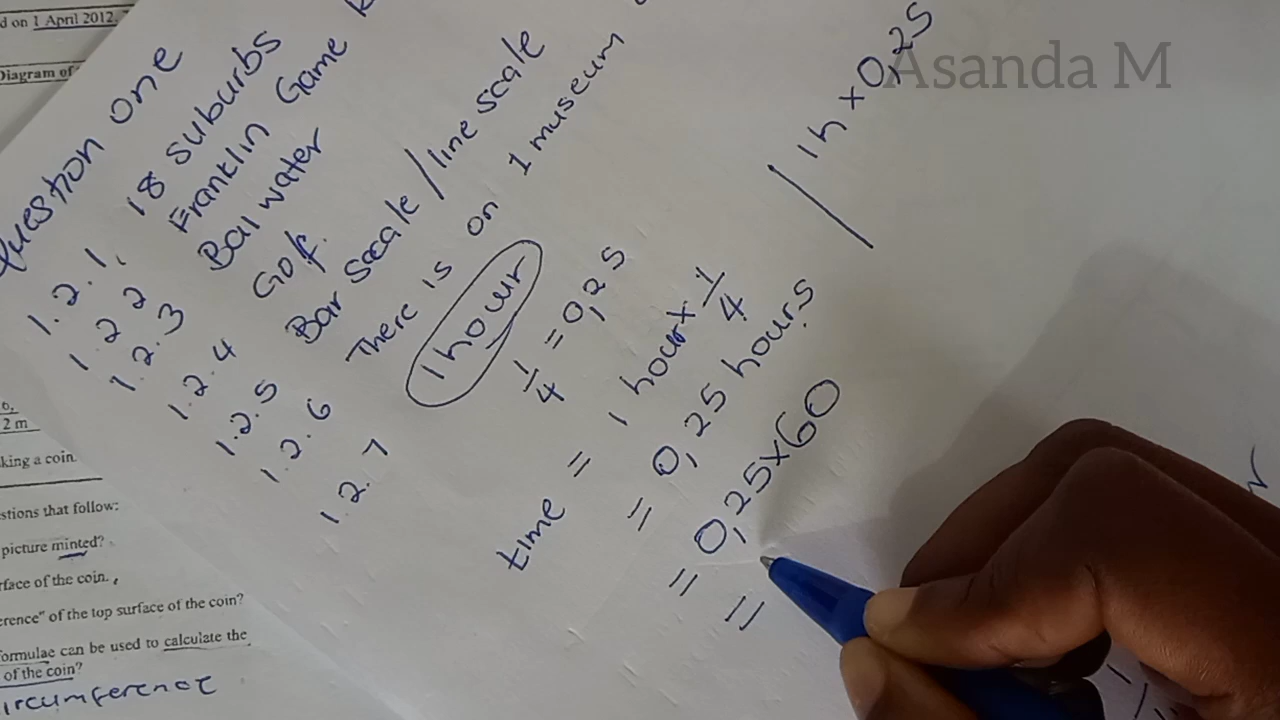 d on 1 April 2012.
Diagram of
2 m
king a coin.
stions that follow:
picture minted?
rface of the coin.
erence" of the top surface of the coin?
formulae can be used to calculate the
of the coin?
ircumference
Question One
1.2.1, 18 suburbs
1.2.2 Franklin Game
1.2.3 Bal water
1.2.4 Golf.
1.2.5 Bar Scale/line scale
1.2.6 There is on 1 museum
1.2.7 1 hour
1/4 = 0,25
time = 1 hour x 1/4
= 0,25 hours
= 0,25x60
=
1h x 0,25
Asanda M